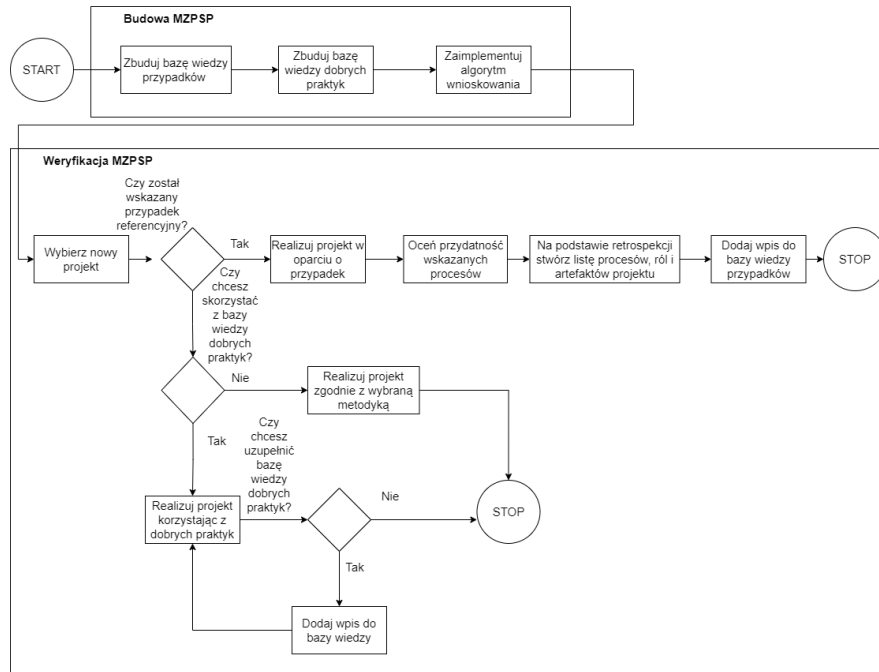 Budowa MZPSP
START
Zbuduj bazę wiedzy
przypadków
Zbuduj bazę
wiedzy dobrych
praktyk
Zaimplementuj
algorytm
wnioskowania
Weryfikacja MZPSP
Czy został
wskazany
przypadek
referencyjny?
Wybierz nowy
projekt
Tak
Realizuj projekt w
oparciu o
przypadek
Oceń przydatność
wskazanych
procesów
Na podstawie retrospekcji
stwórz listę procesów, ról i
artefaktów projektu
Dodaj wpis do
bazy wiedzy
przypadków
STOP
Czy
chcesz
skorzystać
z bazy
wiedzy
dobrych
praktyk?
Nie
Realizuj projekt
zgodnie z wybraną
metodyką
Tak
Czy
chcesz
uzupełnić
bazę
wiedzy
dobrych
praktyk?
Realizuj projekt
korzystając z
dobrych praktyk
Nie
STOP
Tak
Dodaj wpis do
bazy wiedzy